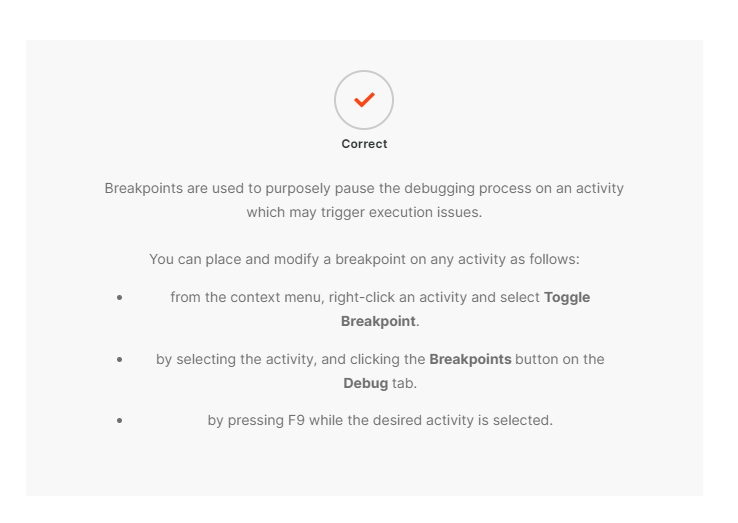 Correct
Breakpoints are used to purposely pause the debugging process on an activity
which may trigger execution issues.
You can place and modify a breakpoint on any activity as follows:
from the context menu, right-click an activity and select Toggle
Breakpoint.
by selecting the activity, and clicking the Breakpoints button on the
Debug tab.
by pressing F9 while the desired activity is selected.